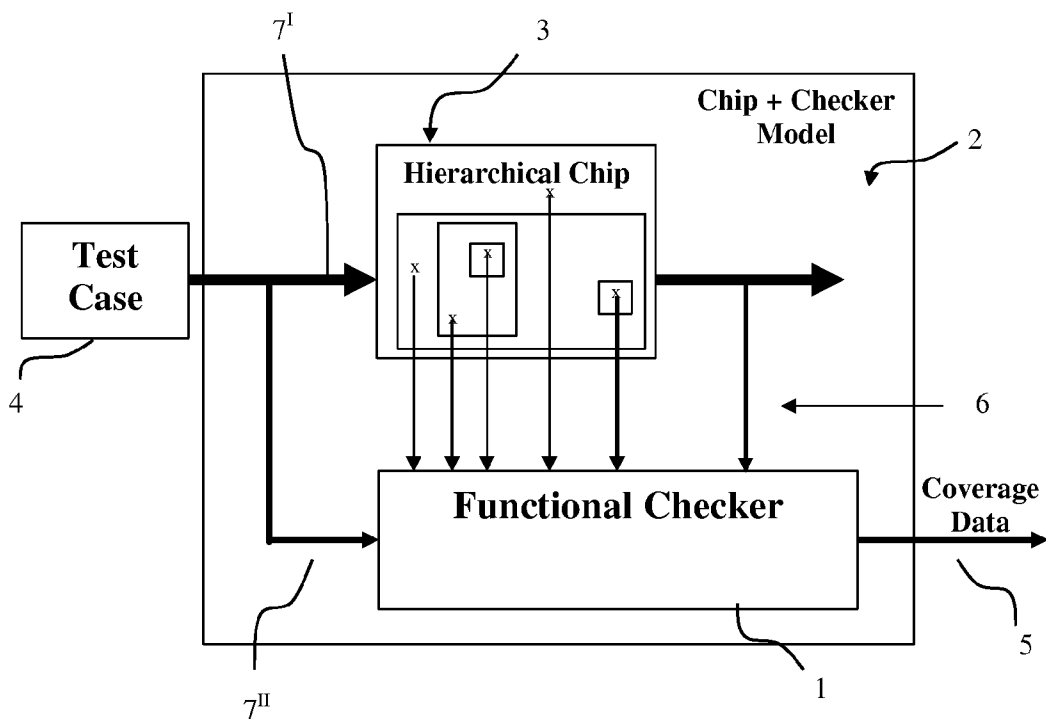 7ᴵ
3
Chip + Checker
Model
2
Hierarchical Chip
x
x
x
x
x
Test
Case
4
6
Functional Checker
Coverage
Data
7ᴵᴵ
1
5